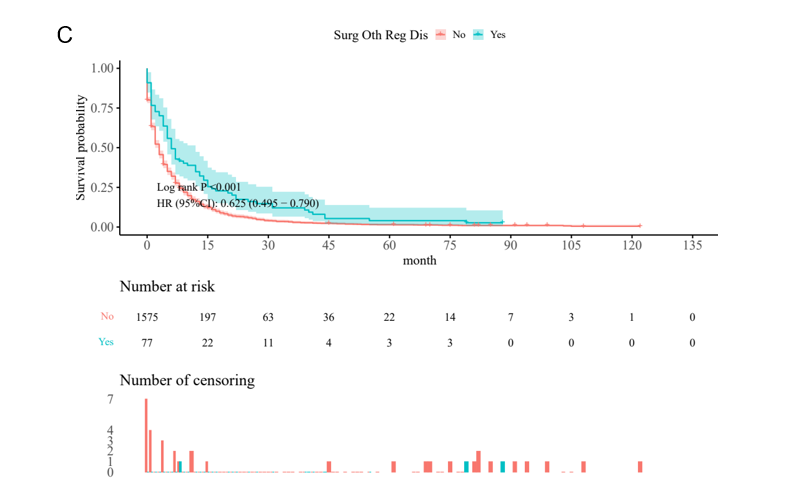 C
Surg Oth Reg Dis No Yes
Survival probability
1.00
0.75
0.50
0.25
0.00
Log rank P <0.001
HR (95%CI): 0.625 (0.495 − 0.790)
0 15 30 45 60 75 90 105 120 135
month
Number at risk
No 1575 197 63 36 22 14 7 3 1 0
Yes 77 22 11 4 3 3 0 0 0 0
Number of censoring
7
4
3
2
1
0